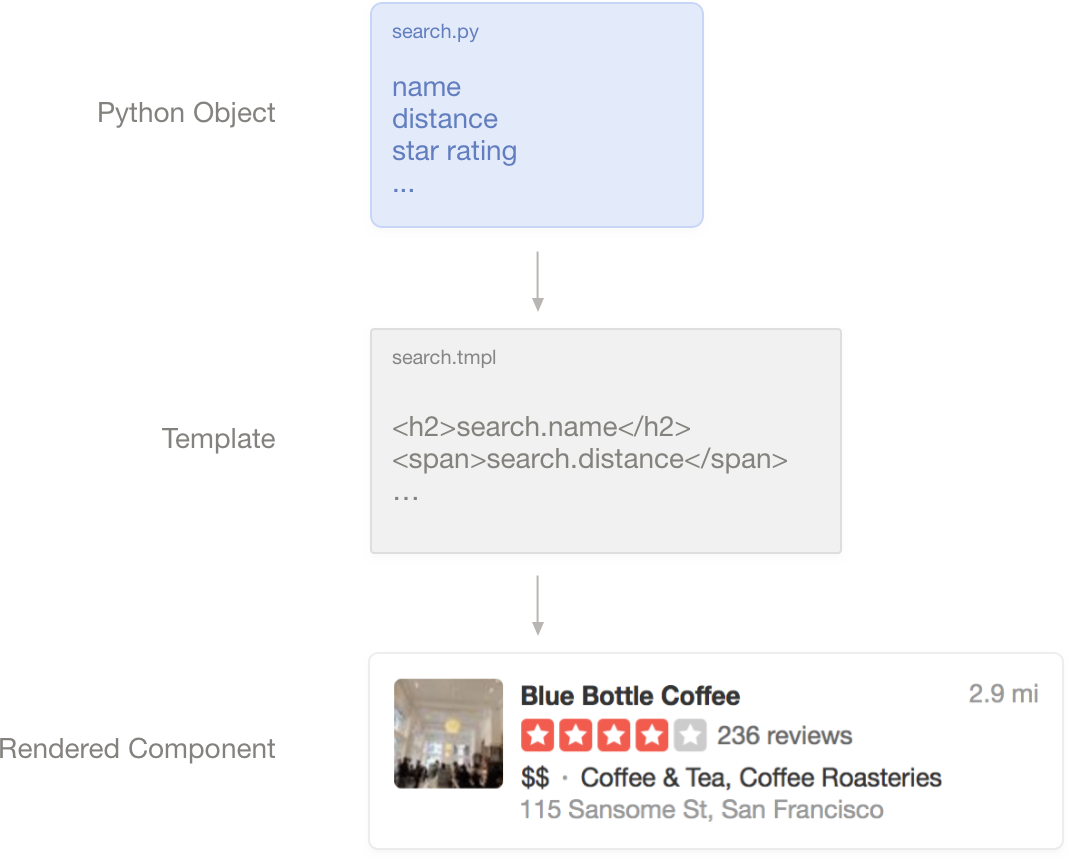 search.py
Python Object
name
distance
star rating
...
search.tmpl
Template
<h2>search.name</h2>
<span>search.distance</span>
...
Rendered Component
Blue Bottle Coffee
2.9 mi
236 reviews
$$ · Coffee & Tea, Coffee Roasteries
115 Sansome St, San Francisco